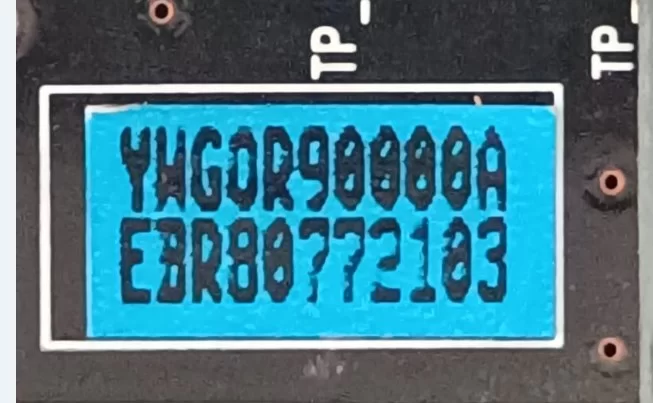 TP_
TP_
YWGOR90000A
EBR80772103